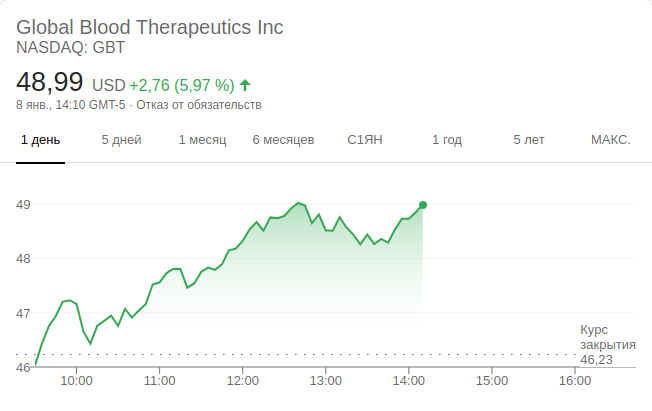 Global Blood Therapeutics Inc
NASDAQ: GBT
48,99 USD +2,76 (5,97 %) ↑
8 янв., 14:10 GMT-5 · Отказ от обязательств
1 день 5 дней 1 месяц 6 месяцев С1ЯН 1 год 5 лет МАКС.
49
48
47
46
Курс
закрытия
46,23
10:00 11:00 12:00 13:00 14:00 15:00 16:00